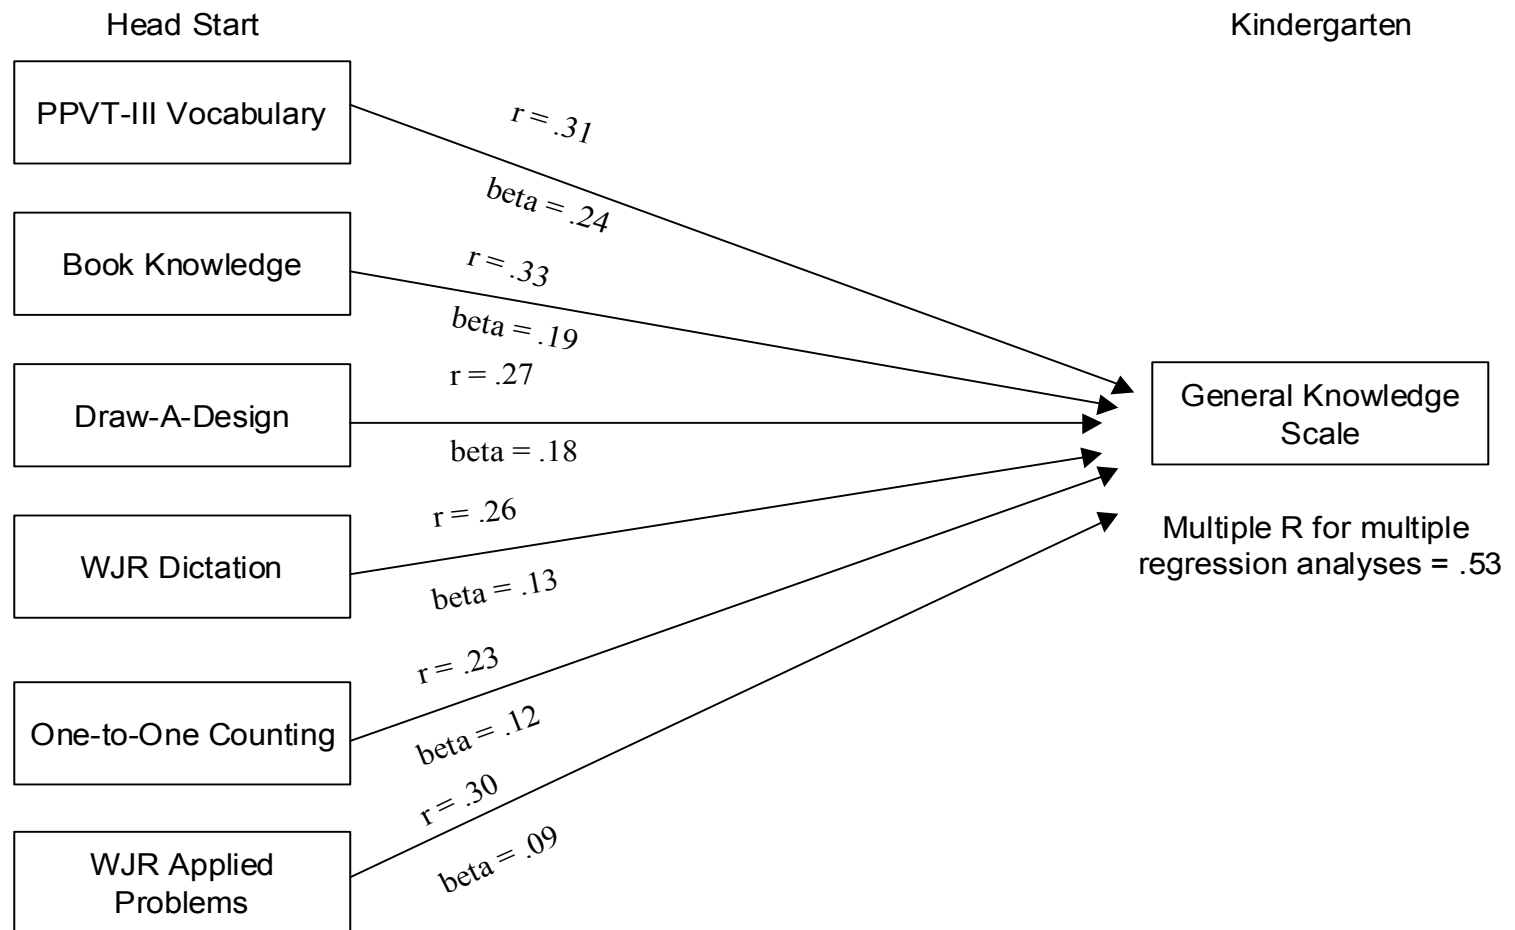 Head Start
Kindergarten
PPVT-III Vocabulary
r = .31
beta = .24
Book Knowledge
r = .33
beta = .19
Draw-A-Design
r = .27
beta = .18
General Knowledge
Scale
WJR Dictation
r = .26
beta = .13
Multiple R for multiple
regression analyses = .53
One-to-One Counting
r = .23
beta = .12
WJR Applied
Problems
r = .30
beta = .09